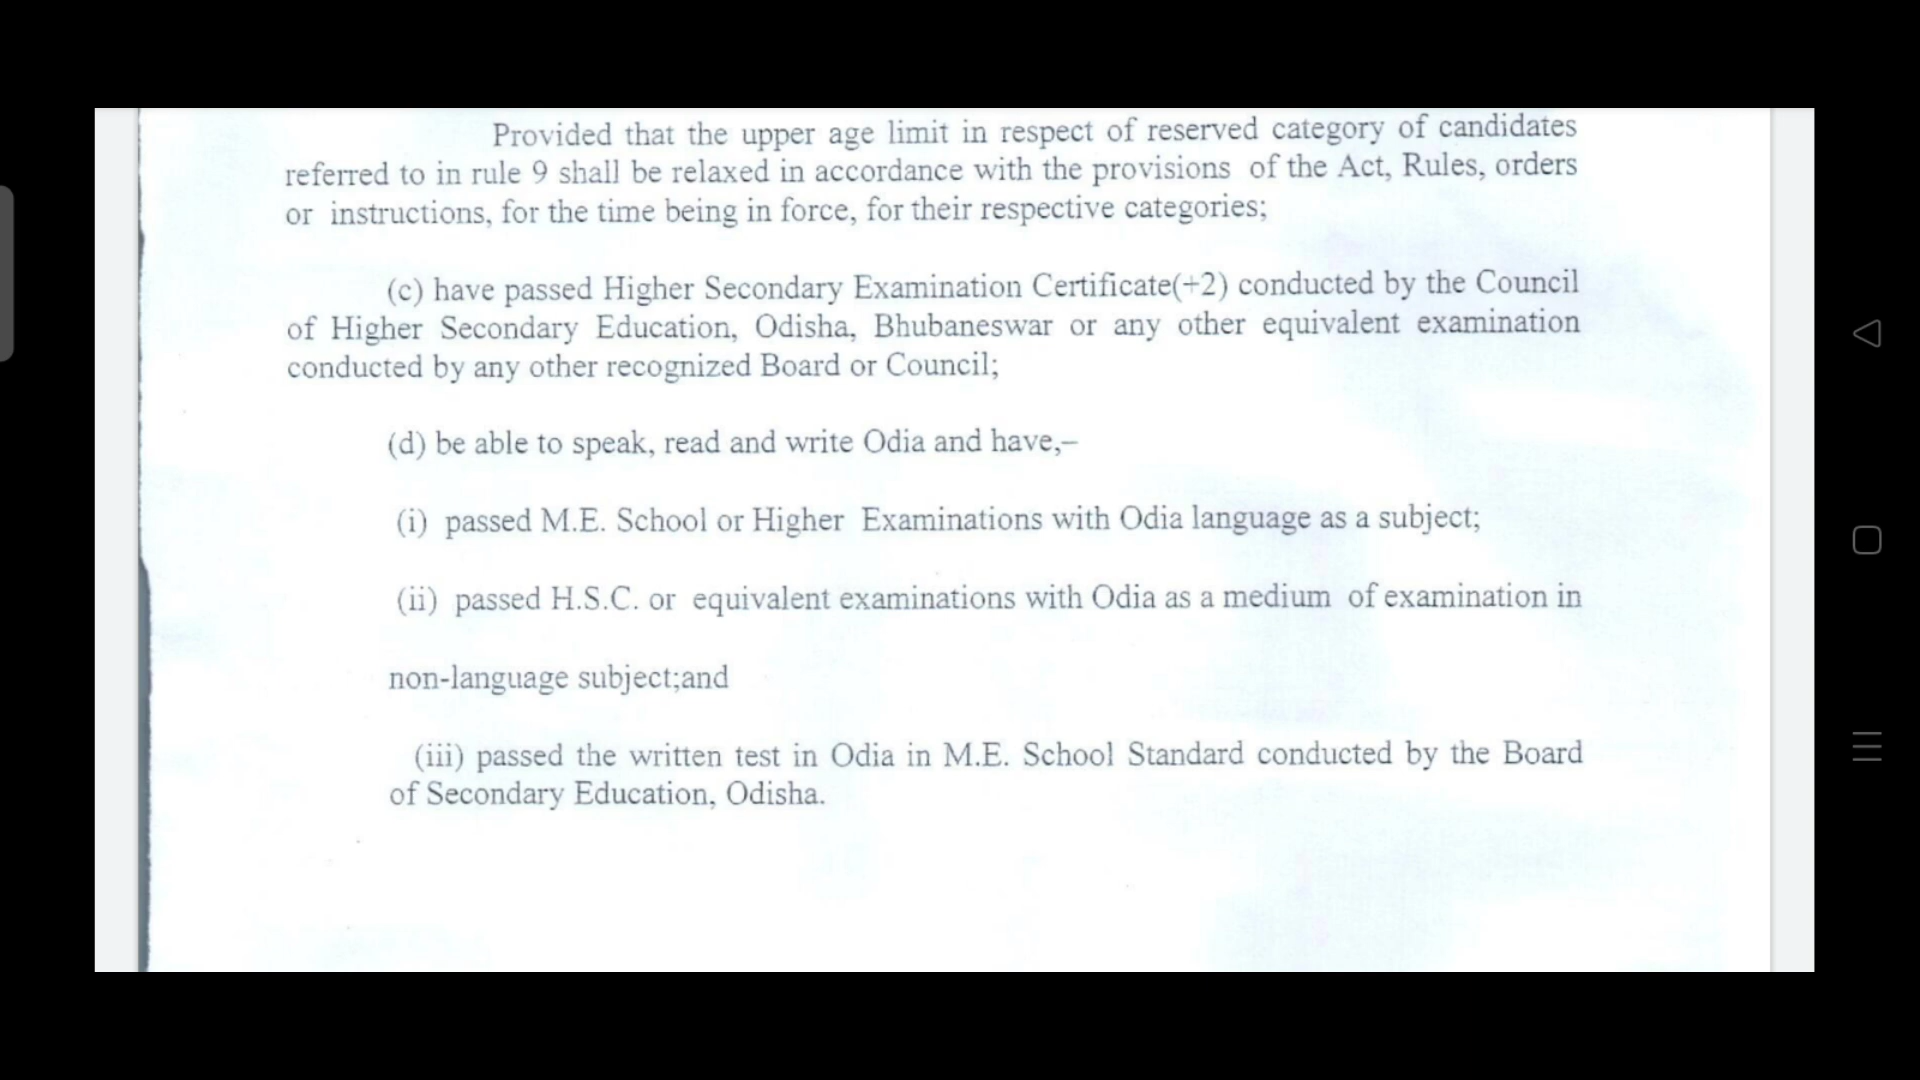 Provided that the upper age limit in respect of reserved category of candidates
referred to in rule 9 shall be relaxed in accordance with the provisions of the Act, Rules, orders
or instructions, for the time being in force, for their respective categories;
(c) have passed Higher Secondary Examination Certificate(+2) conducted by the Council
of Higher Secondary Education, Odisha, Bhubaneswar or any other equivalent examination
conducted by any other recognized Board or Council;
(d) be able to speak, read and write Odia and have,–
(i) passed M.E. School or Higher Examinations with Odia language as a subject;
(ii) passed H.S.C. or equivalent examinations with Odia as a medium of examination in
non-language subject;and
(iii) passed the written test in Odia in M.E. School Standard conducted by the Board
of Secondary Education, Odisha.